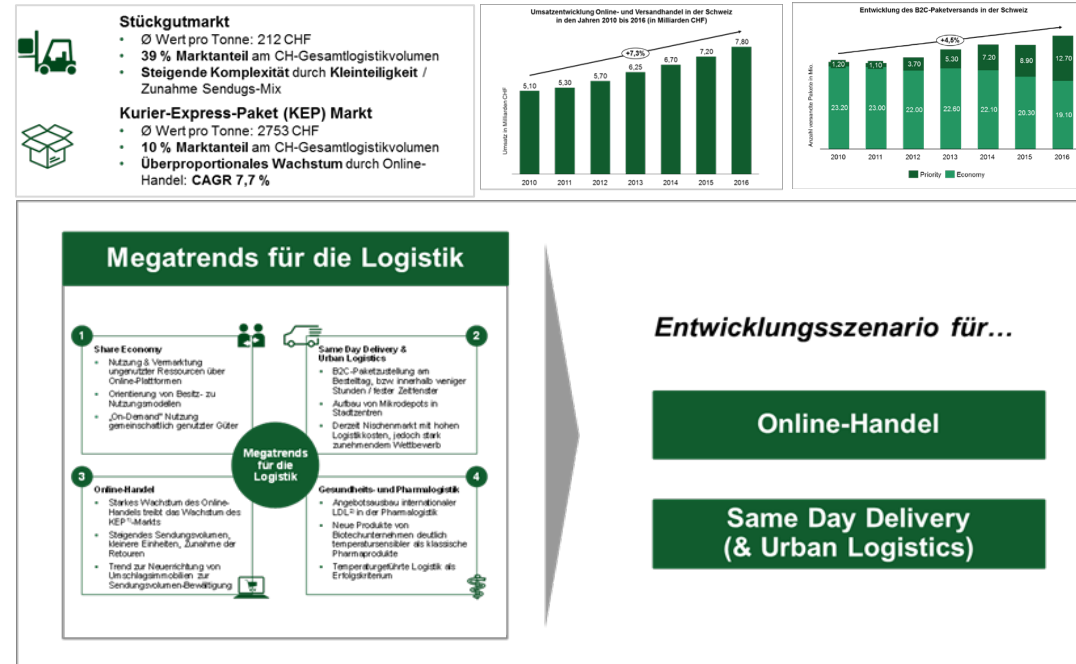 Stückgutmarkt
• Ø Wert pro Tonne: 212 CHF
• 39 % Marktanteil am CH-Gesamtlogistikvolumen
• Steigende Komplexität durch Kleinteiligkeit /
Zunahme Sendugs-Mix
Kurier-Express-Paket (KEP) Markt
• Ø Wert pro Tonne: 2753 CHF
• 10 % Marktanteil am CH-Gesamtlogistikvolumen
• Überproportionales Wachstum durch Online-
Handel: CAGR 7,7 %
Umsatzentwicklung Online- und Versandhandel in der Schweiz
in den Jahren 2010 bis 2016 (in Milliarden CHF)
+7,3%
5,10 5,30 5,70 6,25 6,70 7,20 7,80
Umsatz in Milliarden CHF
2010 2011 2012 2013 2014 2015 2016
Entwicklung des B2C-Paketversands in der Schweiz
+4,5%
Anzahl versandte Pakete in Mio.
1,20 1,10 3.70 5.30 7.20 8.90 12.70
23.20 23.00 22.00 22.60 22.10 20.30 19.10
2010 2011 2012 2013 2014 2015 2016
Priority Economy
Megatrends für die Logistik
1
Share Economy
• Nutzung & Vermarktung
ungenutzter Ressourcen über
Online-Plattformen
• Orientierung von Besitz- zu
Nutzungsmodellen
• „On-Demand" Nutzung
gemeinschaftlich genutzter Güter
2
Same Day Delivery &
Urban Logistics
• B2C-Paketzustellung am
Bestelltag, bzw. innerhalb weniger
Stunden / fester Zeitfenster
• Aufbau von Mikrodepots in
Stadtzentren
• Derzeit Nischenmarkt mit hohen
Logistikkosten, jedoch stark
zunehmendem Wettbewerb
Megatrends
für die
Logistik
3
Online-Handel
• Starkes Wachstum des Online-
Handels treibt das Wachstum des
KEP¹⁾-Markts
• Steigendes Sendungsvolumen,
kleinere Einheiten, Zunahme der
Retouren
• Trend zur Neuerrichtung von
Umschlagsimmobilien zur
Sendungsvolumen-Bewältigung
4
Gesundheits- und Pharmalogistik
• Angebotsausbau internationaler
LDL²⁾ in der Pharmalogistik
• Neue Produkte von
Biotechunternehmen deutlich
temperatursensibler als klassische
Pharmaprodukte
• Temperaturgeführte Logistik als
Erfolgskriterium
Entwicklungsszenario für…
Online-Handel
Same Day Delivery
(& Urban Logistics)